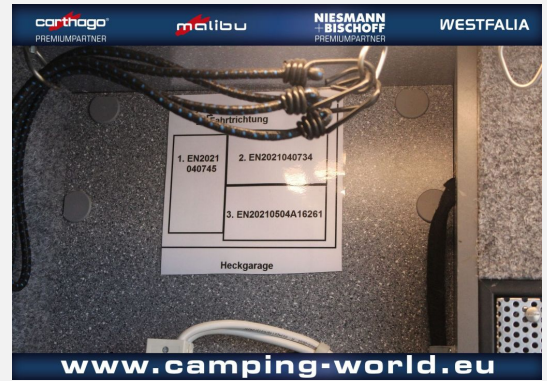 carthago
PREMIUMPARTNER
malibu
NIESMANN
+BISCHOFF
PREMIUMPARTNER
WESTFALIA
Fahrtrichtung
1. EN2021
040745
2. EN2021040734
3. EN20210504A16261
Heckgarage
www.camping-world.eu